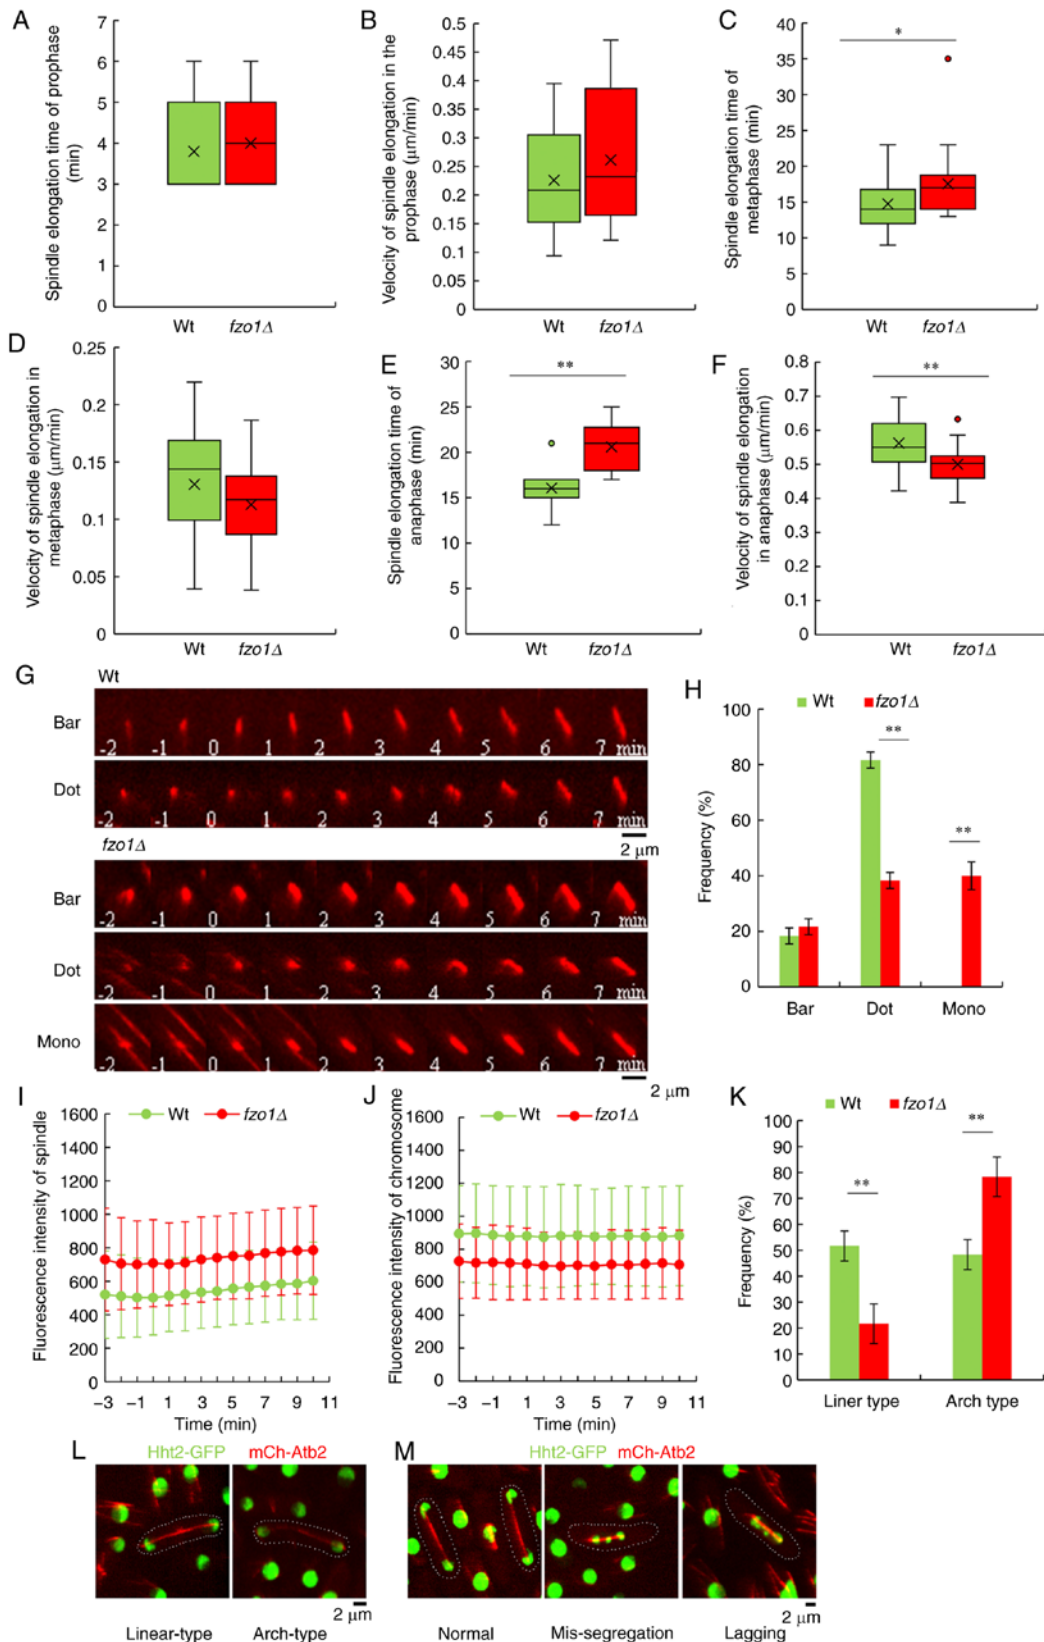 A
Spindle elongation time of prophase
(min)
7
6
5
4
3
2
1
0
Wt fzo1Δ
B
Velocity of spindle elongation in the
prophase (μm/min)
0.5
0.45
0.4
0.35
0.3
0.25
0.2
0.15
0.1
0.05
0
Wt fzo1Δ
C
Spindle elongation time of
metaphase (min)
40
35
30
25
20
15
10
5
0
*
Wt fzo1Δ
D
Velocity of spindle elongation in
metaphase (μm/min)
0.25
0.2
0.15
0.1
0.05
0
Wt fzo1Δ
E
Spindle elongation time of
anaphase (min)
30
25
20
15
10
5
0
**
Wt fzo1Δ
F
Velocity of spindle elongation
in anaphase (μm/min)
0.8
0.7
0.6
0.5
0.4
0.3
0.2
0.1
0
**
Wt fzo1Δ
G
Wt
Bar
-2 -1 0 1 2 3 4 5 6 7 min
Dot
-2 -1 0 1 2 3 4 5 6 7 min
2 μm
fzo1Δ
Bar
-2 -1 0 1 2 3 4 5 6 7 min
Dot
-2 -1 0 1 2 3 4 5 6 7 min
Mono
-2 -1 0 1 2 3 4 5 6 7 min
2 μm
H
Wt fzo1Δ
Frequency (%)
100
80
60
40
20
0
**
**
Bar Dot Mono
I
Wt fzo1Δ
Fluorescence intensity of spindle
1600
1400
1200
1000
800
600
400
200
0
−3 −1 1 3 5 7 9 11
Time (min)
J
Wt fzo1Δ
Fluorescence intensity of chromosome
1600
1400
1200
1000
800
600
400
200
0
−3 −1 1 3 5 7 9 11
Time (min)
K
Wt fzo1Δ
Frequency (%)
100
90
80
70
60
50
40
30
20
10
0
**
**
Liner type Arch type
L
Hht2-GFP mCh-Atb2
2 μm
Linear-type Arch-type
M
Hht2-GFP mCh-Atb2
2 μm
Normal Mis-segregation Lagging